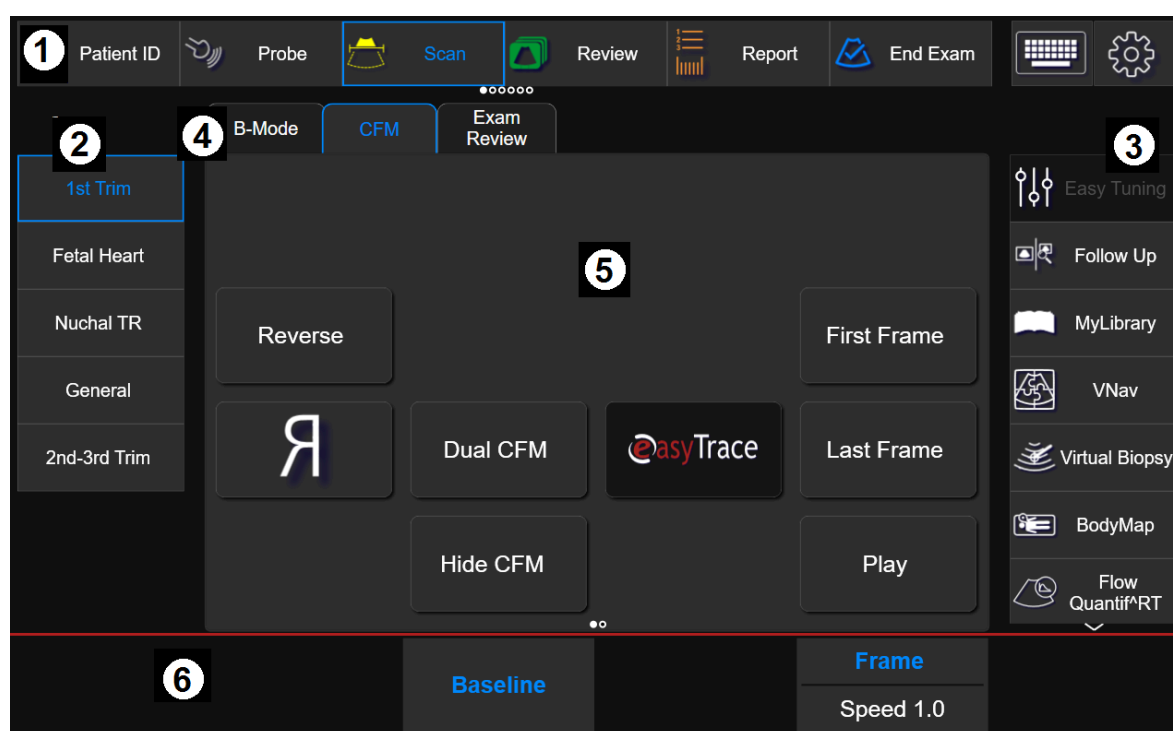 1 Patient ID Probe Scan Review Report End Exam
4 B-Mode CFM Exam
Review
2
3
1st Trim
Fetal Heart
Nuchal TR
General
2nd-3rd Trim
5
Reverse
First Frame
Я
Dual CFM
easyTrace
Last Frame
Hide CFM
Play
Easy Tuning
Follow Up
MyLibrary
VNav
Virtual Biopsy
BodyMap
Flow
Quantif^RT
6
Baseline
Frame
Speed 1.0